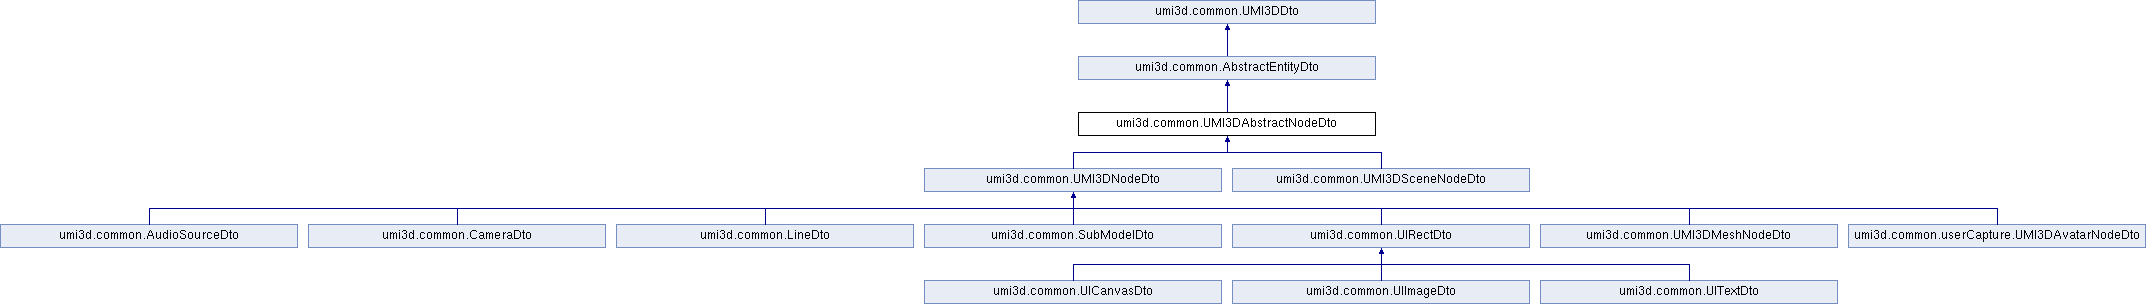 umi3d.common.UMI3DDto
umi3d.common.AbstractEntityDto
umi3d.common.UMI3DAbstractNodeDto
umi3d.common.UMI3DNodeDto
umi3d.common.UMI3DSceneNodeDto
umi3d.common.AudioSourceDto
umi3d.common.CameraDto
umi3d.common.LineDto
umi3d.common.SubModelDto
umi3d.common.UIRectDto
umi3d.common.UMI3DMeshNodeDto
umi3d.common.userCapture.UMI3DAvatarNodeDto
umi3d.common.UICanvasDto
umi3d.common.UIImageDto
umi3d.common.UITextDto